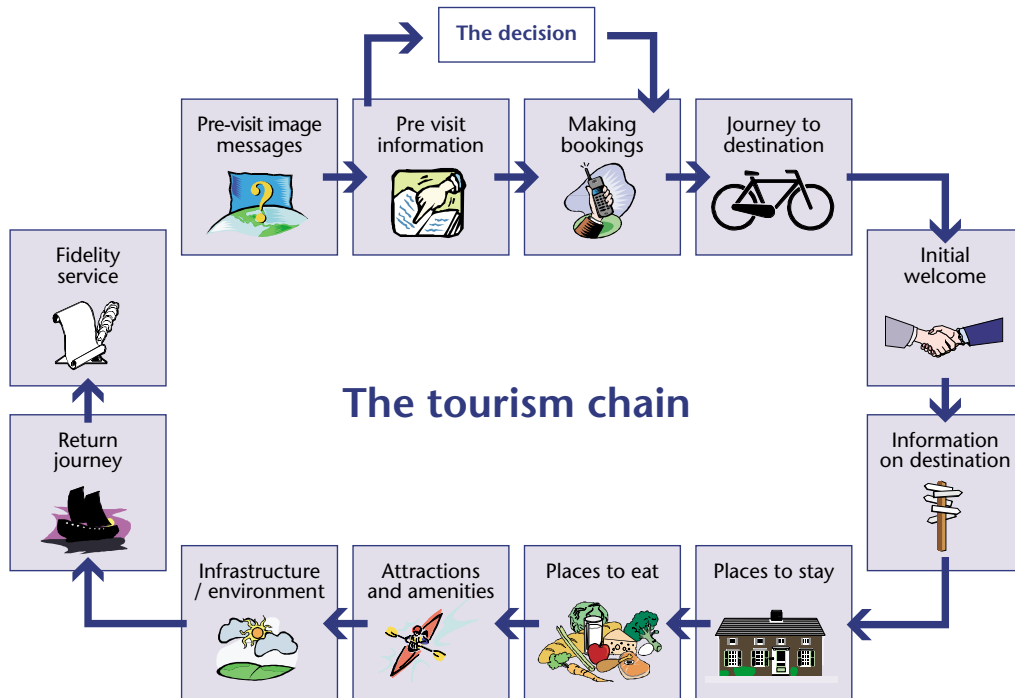 The decision
Pre-visit image
messages
Pre visit
information
Making
bookings
Journey to
destination
Initial
welcome
Information
on destination
Places to stay
Places to eat
Attractions
and amenities
Infrastructure
/ environment
Return
journey
Fidelity
service
The tourism chain
?